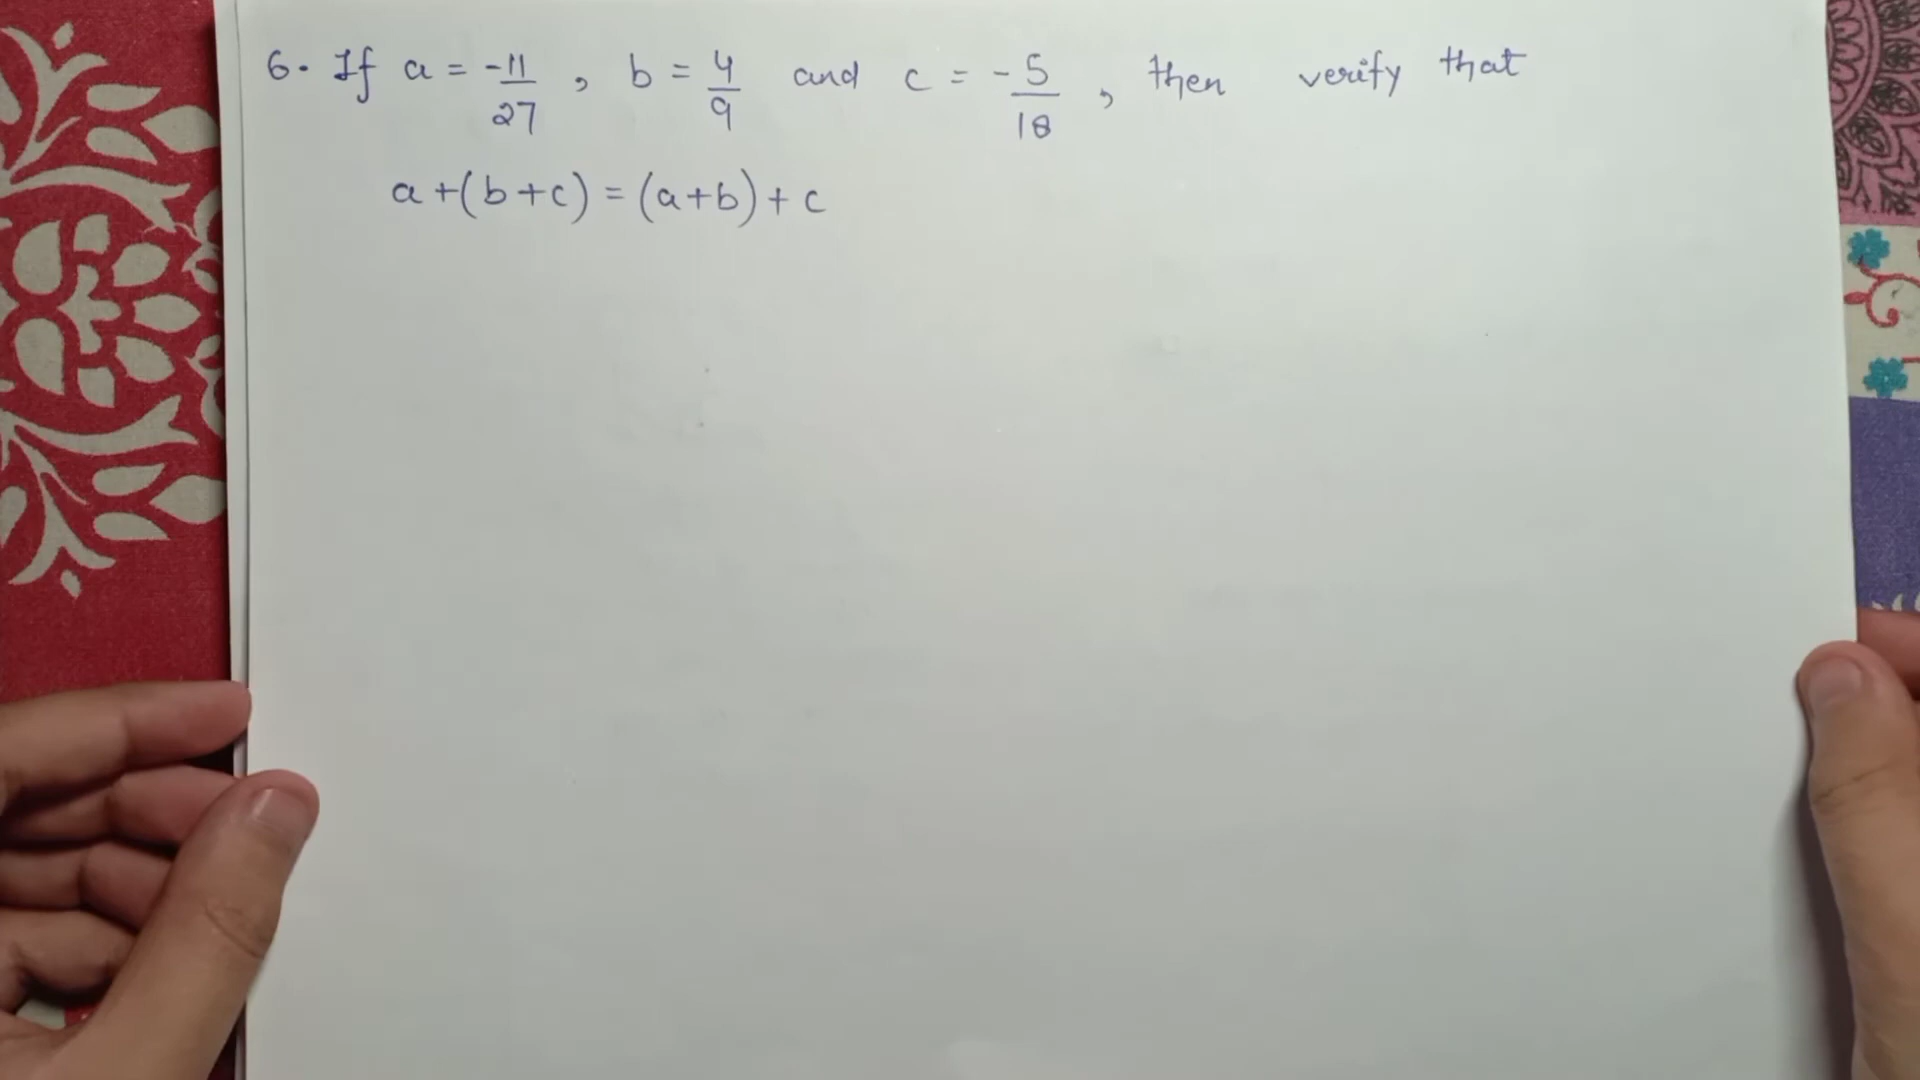 6. If a = -11/27, b = 4/9 and c = -5/18, then verify that
a+(b+c) = (a+b)+c